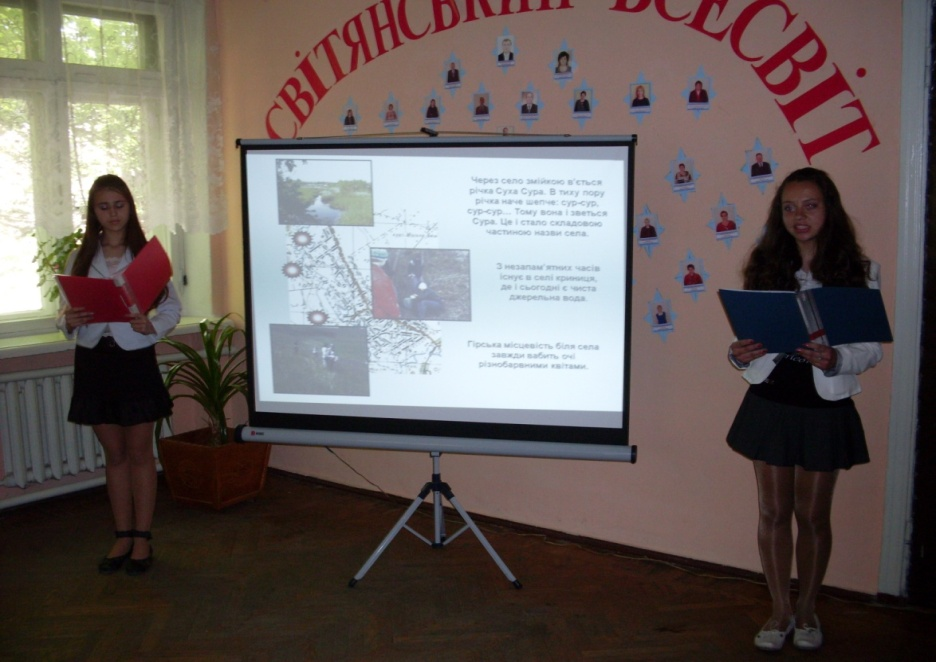 СВІТЯНСЬКИЙ ВСЕСВІТ
Через село змійкою в'ється
річка Суха Сура. В тиху пору
річка наче шепче: сур-сур,
сур-сур... Тому вона і зветься
Сура. Це і стало складовою
частиною назви села.
З незапам'ятних часів
існує в селі криниця,
де і сьогодні є чиста
джерельна вода.
Гірська місцевість біля села
завжди вабить очі
різнобарвними квітами.